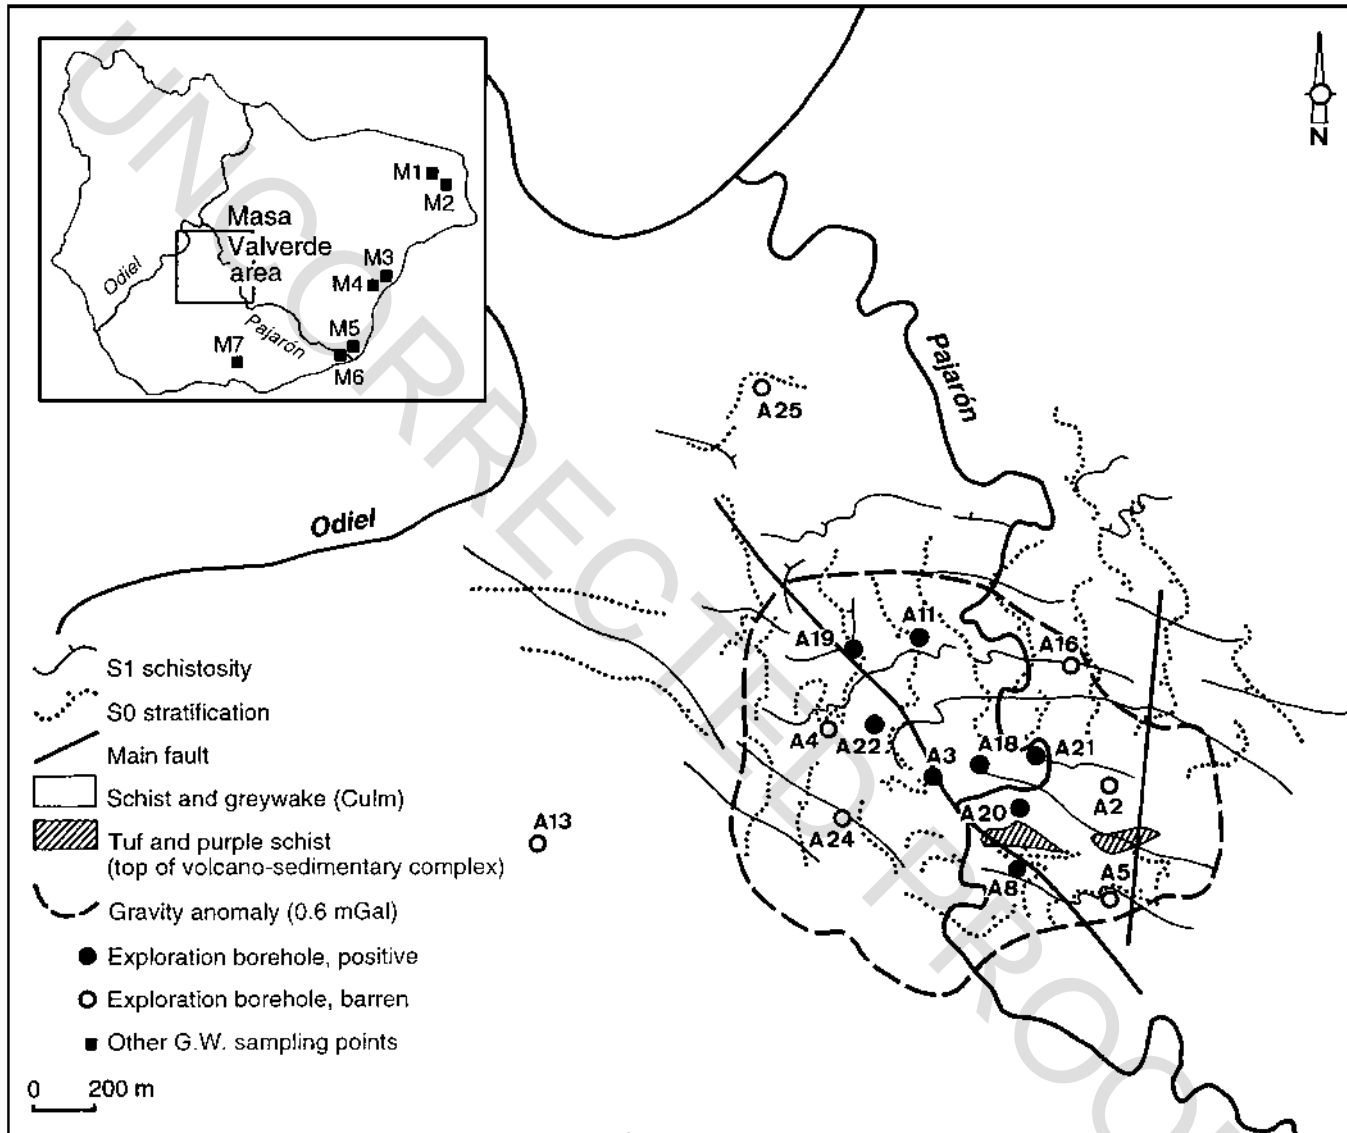 N
M1
M2
Masa
Valverde
area
M3
M4
Odiel
Pajarón
M5
M6
M7
Pajarón
A25
Odiel
A11
A19
A16
A4
A22
A3
A18
A21
A2
A20
A24
A13
A8
A5
S1 schistosity
S0 stratification
Main fault
Schist and greywake (Culm)
Tuf and purple schist
(top of volcano-sedimentary complex)
Gravity anomaly (0.6 mGal)
Exploration borehole, positive
Exploration borehole, barren
Other G.W. sampling points
0 200 m
UNCORRECTED PROO